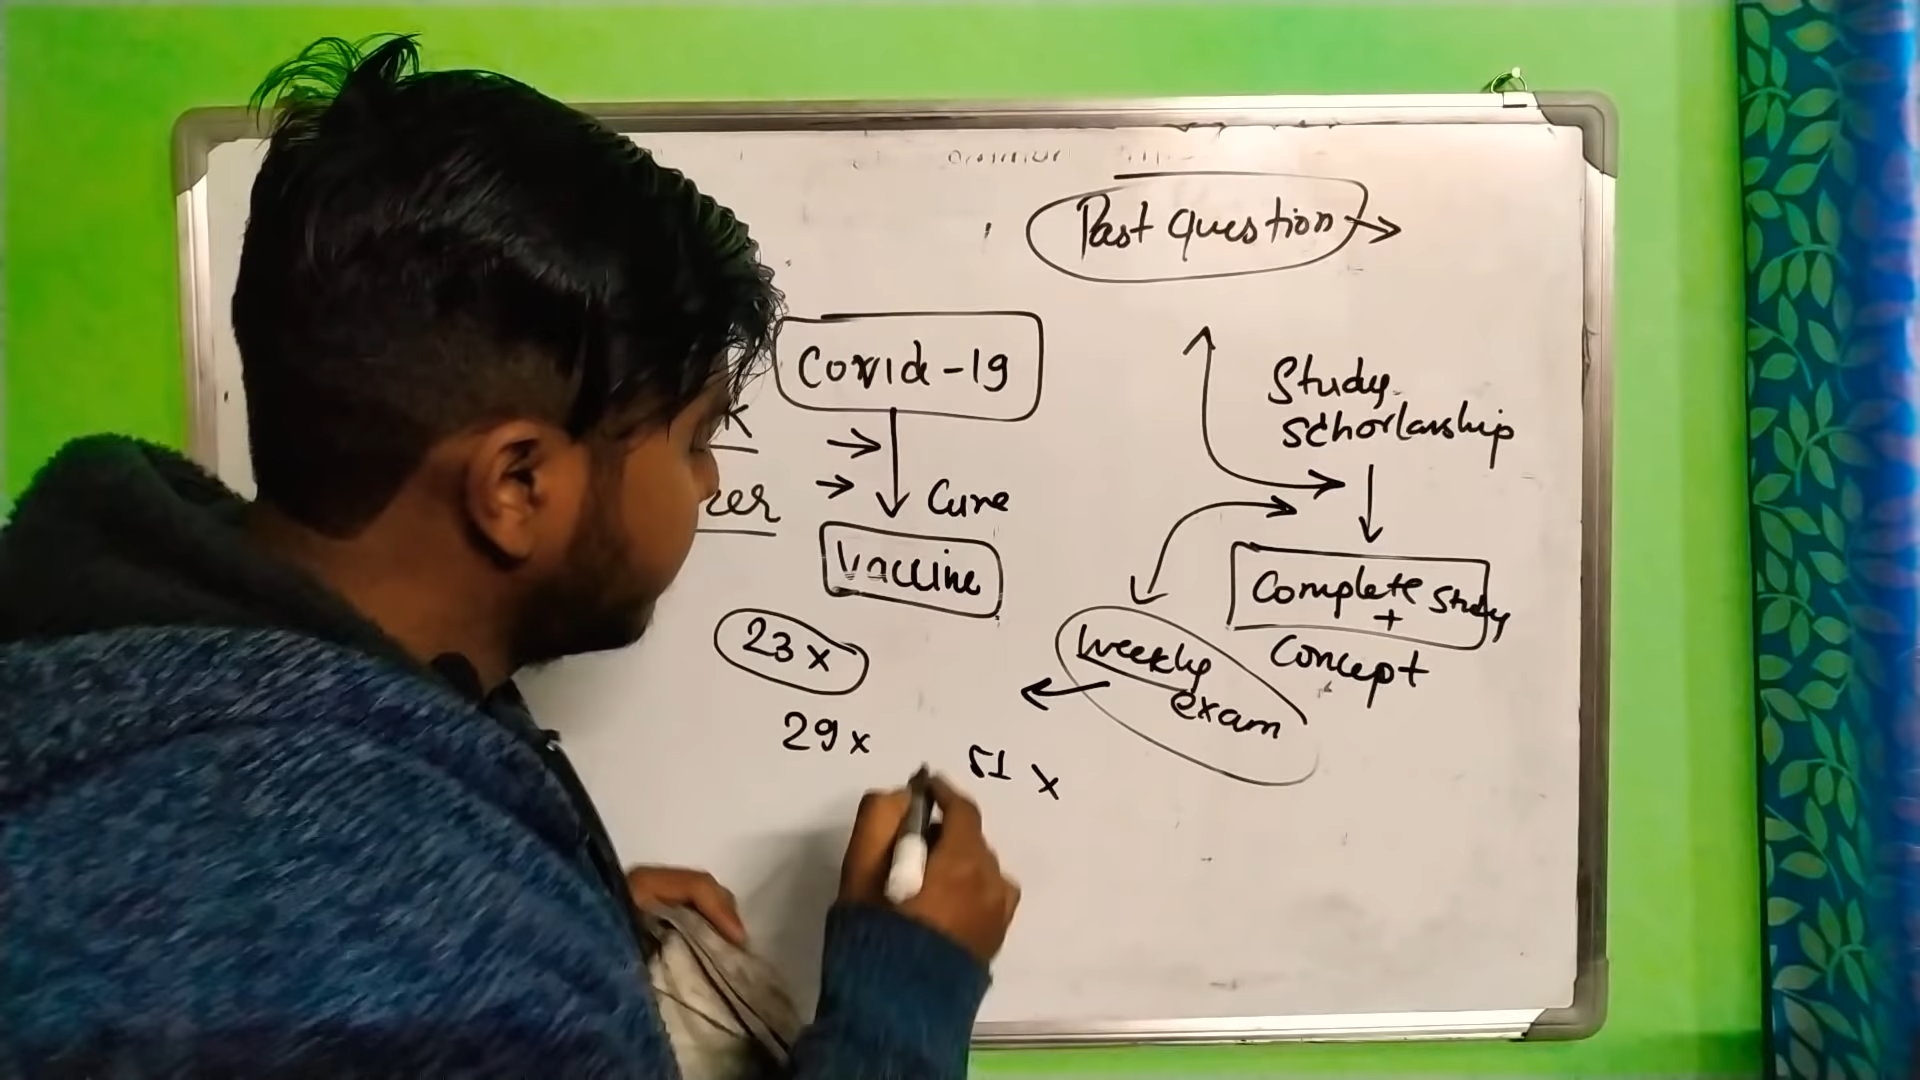 Past Question
Covid-19
Study
Schorlarship
Cure
Vaccine
Complete Study
+
Concept
23 x
Weekly
exam
29 x
51 x